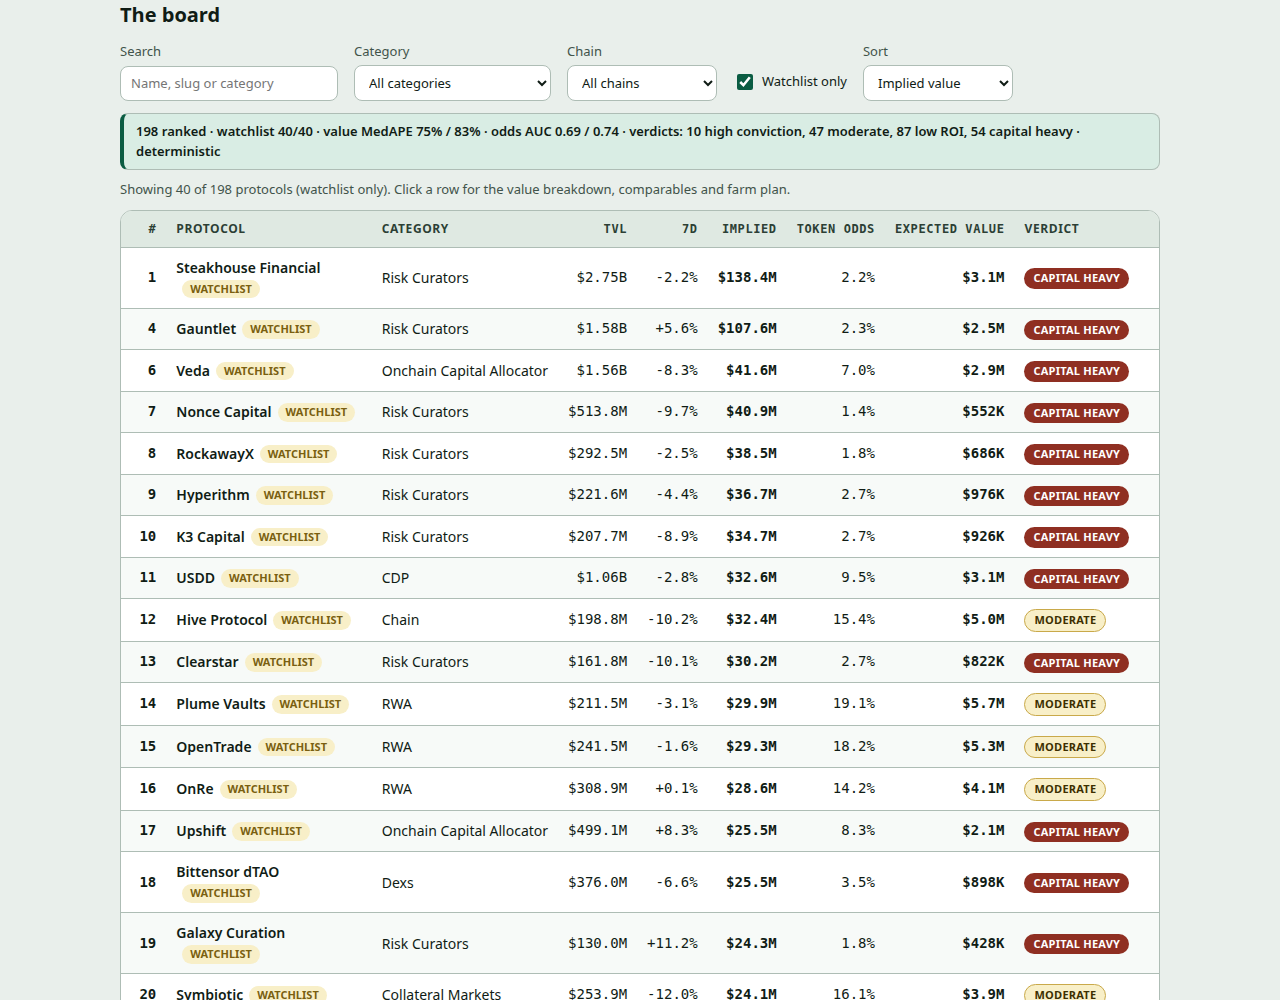 The board
Search Category Chain Sort
Name, slug or category All categories All chains Watchlist only Implied value
198 ranked · watchlist 40/40 · value MedAPE 75% / 83% · odds AUC 0.69 / 0.74 · verdicts: 10 high conviction, 47 moderate, 87 low ROI, 54 capital heavy ·
deterministic
Showing 40 of 198 protocols (watchlist only). Click a row for the value breakdown, comparables and farm plan.
# PROTOCOL CATEGORY TVL 7D IMPLIED TOKEN ODDS EXPECTED VALUE VERDICT
1 Steakhouse Financial WATCHLIST Risk Curators $2.75B -2.2% $138.4M 2.2% $3.1M CAPITAL HEAVY
4 Gauntlet WATCHLIST Risk Curators $1.58B +5.6% $107.6M 2.3% $2.5M CAPITAL HEAVY
6 Veda WATCHLIST Onchain Capital Allocator $1.56B -8.3% $41.6M 7.0% $2.9M CAPITAL HEAVY
7 Nonce Capital WATCHLIST Risk Curators $513.8M -9.7% $40.9M 1.4% $552K CAPITAL HEAVY
8 RockawayX WATCHLIST Risk Curators $292.5M -2.5% $38.5M 1.8% $686K CAPITAL HEAVY
9 Hyperithm WATCHLIST Risk Curators $221.6M -4.4% $36.7M 2.7% $976K CAPITAL HEAVY
10 K3 Capital WATCHLIST Risk Curators $207.7M -8.9% $34.7M 2.7% $926K CAPITAL HEAVY
11 USDD WATCHLIST CDP $1.06B -2.8% $32.6M 9.5% $3.1M CAPITAL HEAVY
12 Hive Protocol WATCHLIST Chain $198.8M -10.2% $32.4M 15.4% $5.0M MODERATE
13 Clearstar WATCHLIST Risk Curators $161.8M -10.1% $30.2M 2.7% $822K CAPITAL HEAVY
14 Plume Vaults WATCHLIST RWA $211.5M -3.1% $29.9M 19.1% $5.7M MODERATE
15 OpenTrade WATCHLIST RWA $241.5M -1.6% $29.3M 18.2% $5.3M MODERATE
16 OnRe WATCHLIST RWA $308.9M +0.1% $28.6M 14.2% $4.1M MODERATE
17 Upshift WATCHLIST Onchain Capital Allocator $499.1M +8.3% $25.5M 8.3% $2.1M CAPITAL HEAVY
18 Bittensor dTAO WATCHLIST Dexs $376.0M -6.6% $25.5M 3.5% $898K CAPITAL HEAVY
19 Galaxy Curation WATCHLIST Risk Curators $130.0M +11.2% $24.3M 1.8% $428K CAPITAL HEAVY
20 Symbiotic WATCHLIST Collateral Markets $253.9M -12.0% $24.1M 16.1% $3.9M MODERATE